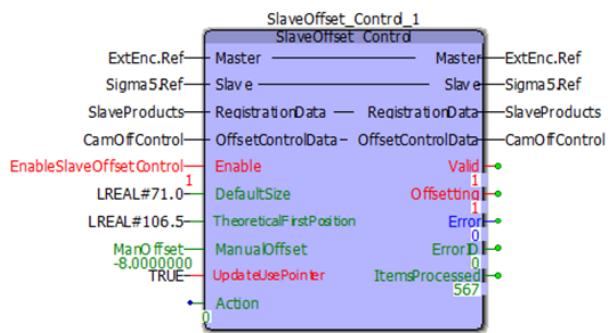 SlaveOffset_Control_1
SlaveOffset_Control
ExtEnc.Ref Master Master ExtEnc.Ref
Sigma5.Ref Slave Slave Sigma5.Ref
SlaveProducts RegistrationData RegistrationData SlaveProducts
CamOffControl OffsetControlData OffsetControlData CamOffControl
EnableSlaveOffsetControl Enable Valid
1 1
LREAL#71.0 DefaultSize Offsetting
1
LREAL#106.5 TheoreticalFirstPosition Error
0
ManOffset ManualOffset ErrorID
-8.0000000 0
TRUE UpdateUsePointer ItemsProcessed
567
Action
0